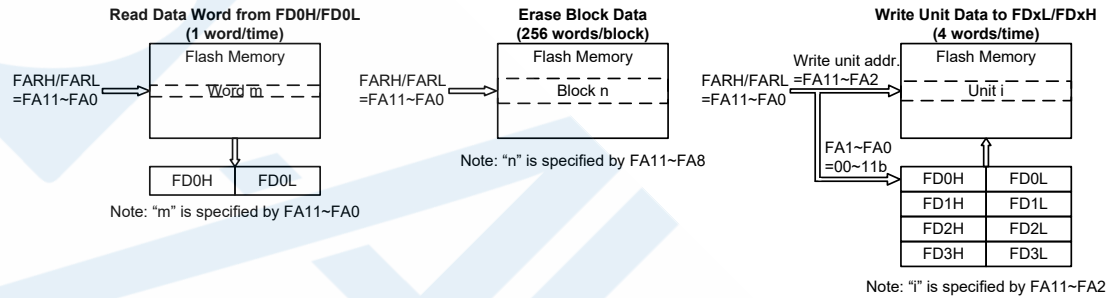 Read Data Word from FD0H/FD0L
(1 word/time)
Flash Memory
FARH/FARL
=FA11~FA0
Word m
FD0H FD0L
Note: “m” is specified by FA11~FA0
Erase Block Data
(256 words/block)
Flash Memory
FARH/FARL
=FA11~FA0
Block n
Note: “n” is specified by FA11~FA8
Write Unit Data to FDxL/FDxH
(4 words/time)
Flash Memory
Write unit addr.
=FA11~FA2
FARH/FARL
=FA11~FA0
Unit i
FA1~FA0
=00~11b
FD0H FD0L
FD1H FD1L
FD2H FD2L
FD3H FD3L
Note: “i” is specified by FA11~FA2